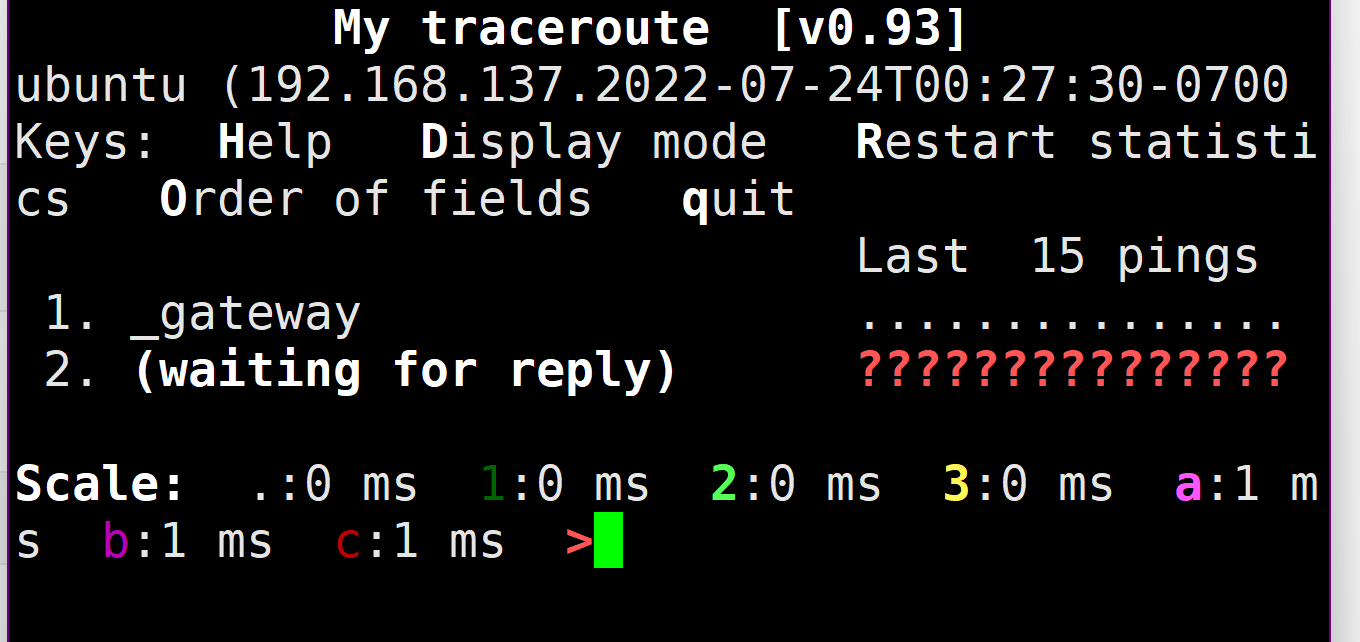 My traceroute  [v0.93]
ubuntu (192.168.137.2022-07-24T00:27:30-0700
Keys:  Help   Display mode   Restart statisti
cs   Order of fields   quit
Last  15 pings
1. _gateway                 ...............
2. (waiting for reply)      ???????????????
Scale:  .:0 ms  1:0 ms  2:0 ms  3:0 ms  a:1 m
s  b:1 ms  c:1 ms  >